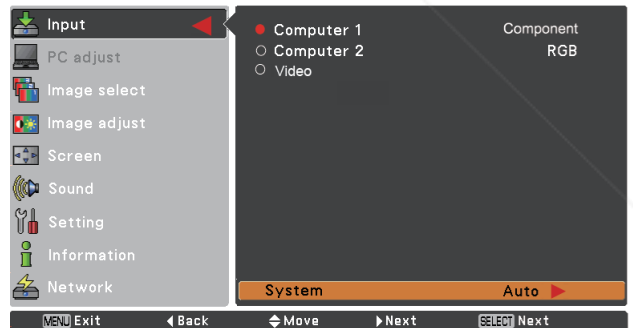 Input
PC adjust
Image select
Image adjust
Screen
Sound
Setting
Information
Network
Computer 1 Component
Computer 2 RGB
Video
System Auto
MENU Exit Back Move Next SELECT Next